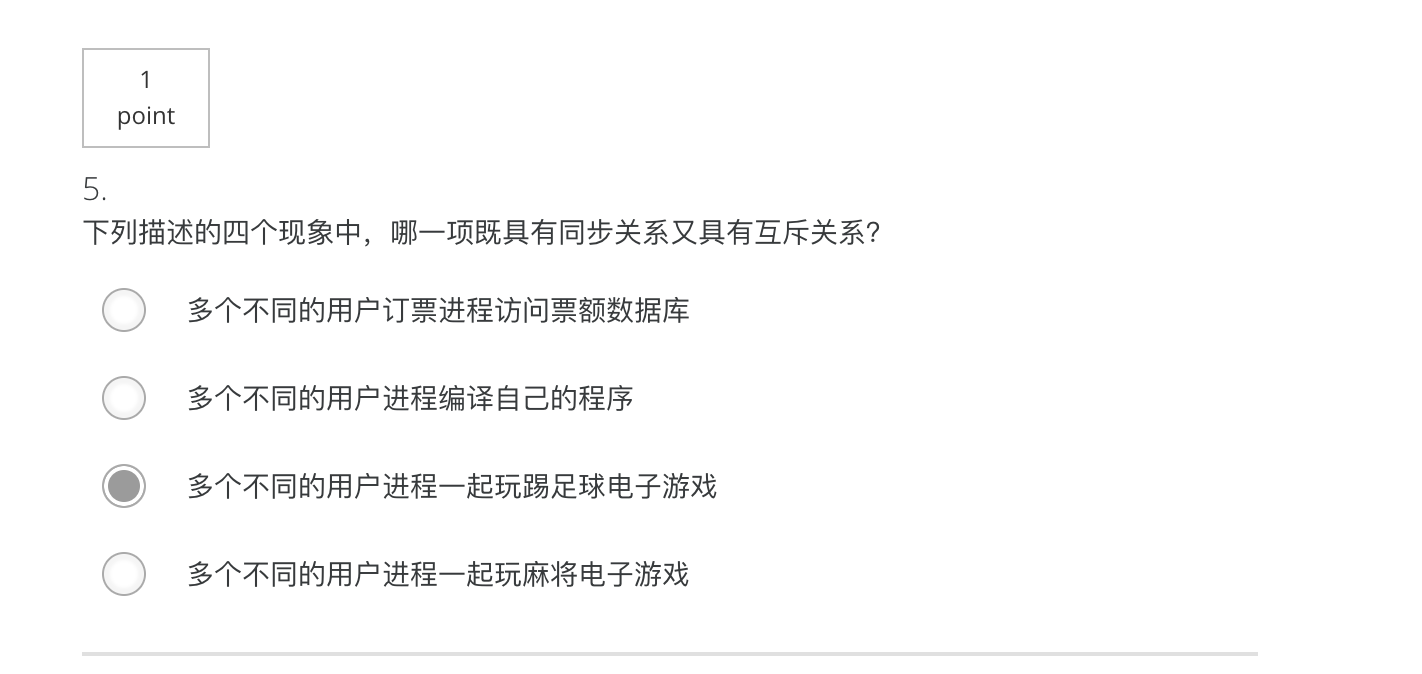 1
point
5.
下列描述的四个现象中，哪一项既具有同步关系又具有互斥关系？
多个不同的用户订票进程访问票额数据库
多个不同的用户进程编译自己的程序
多个不同的用户进程一起玩踢足球电子游戏
多个不同的用户进程一起玩麻将电子游戏